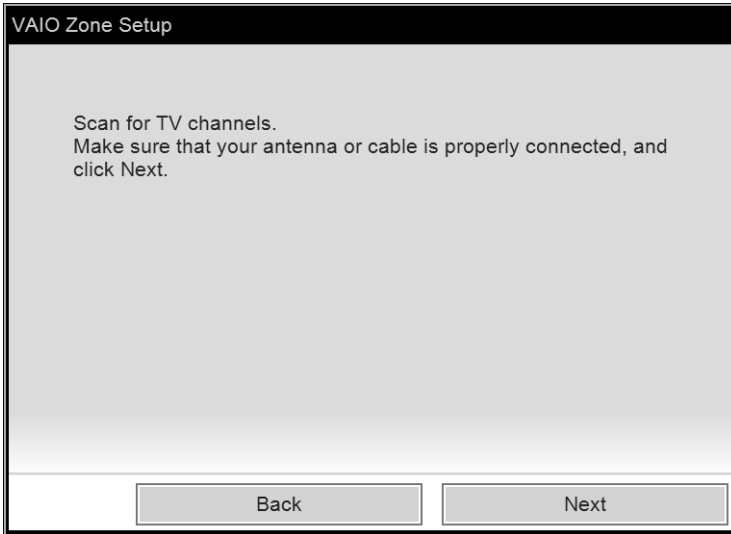 VAIO Zone Setup
Scan for TV channels.
Make sure that your antenna or cable is properly connected, and
click Next.
Back
Next